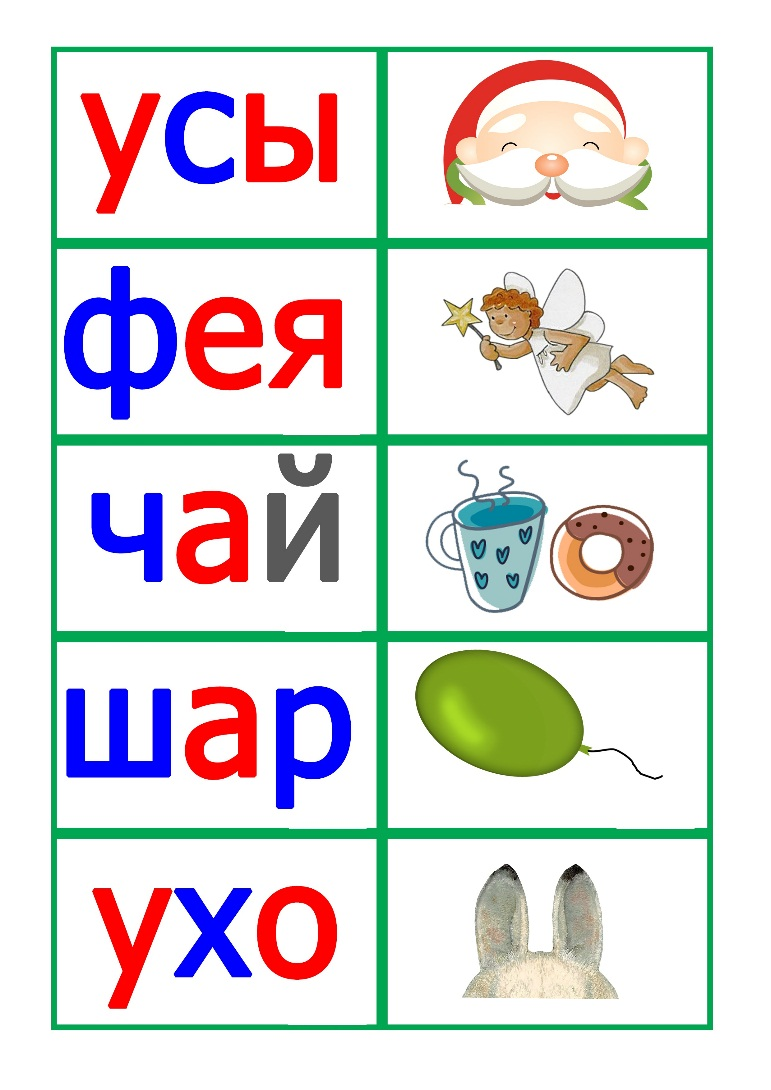 усы
фея
чай
шар
ухо